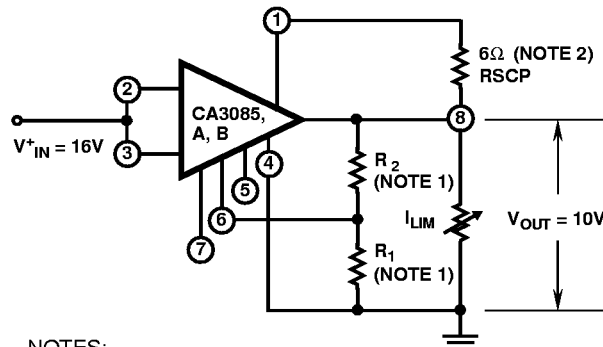 1
6Ω (NOTE 2)
RSCP
2
CA3085,
A, B
8
V+IN = 16V
3
4
R2
(NOTE 1)
5
6
ILIM
VOUT = 10V
7
R1
(NOTE 1)
NOTES: